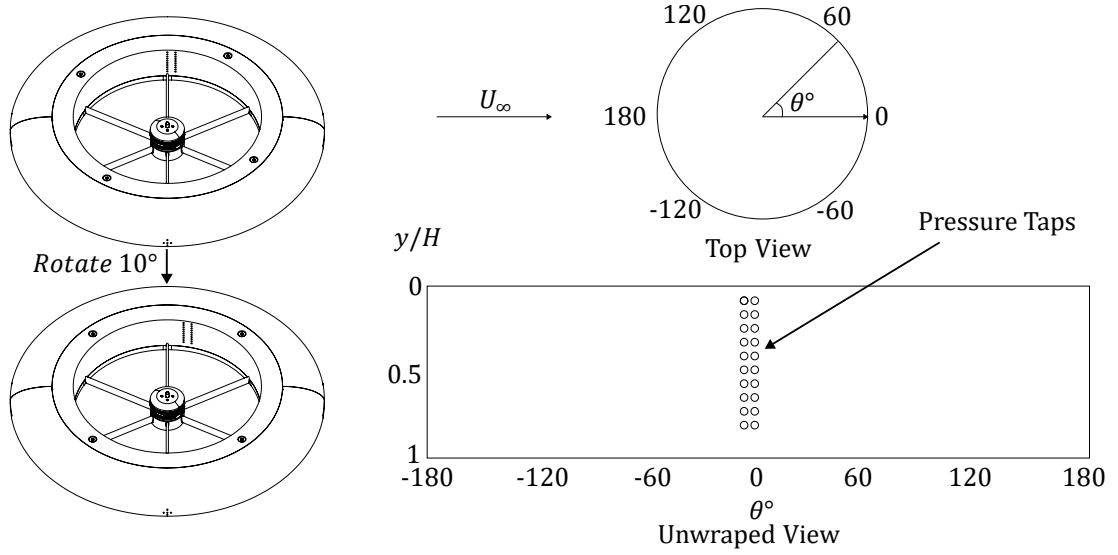 120
60
U∞
θ°
180
0
-120
-60
Top View
Pressure Taps
Rotate 10°
y/H
0
0.5
1
-180
-120
-60
0
60
120
180
θ°
Unwraped View